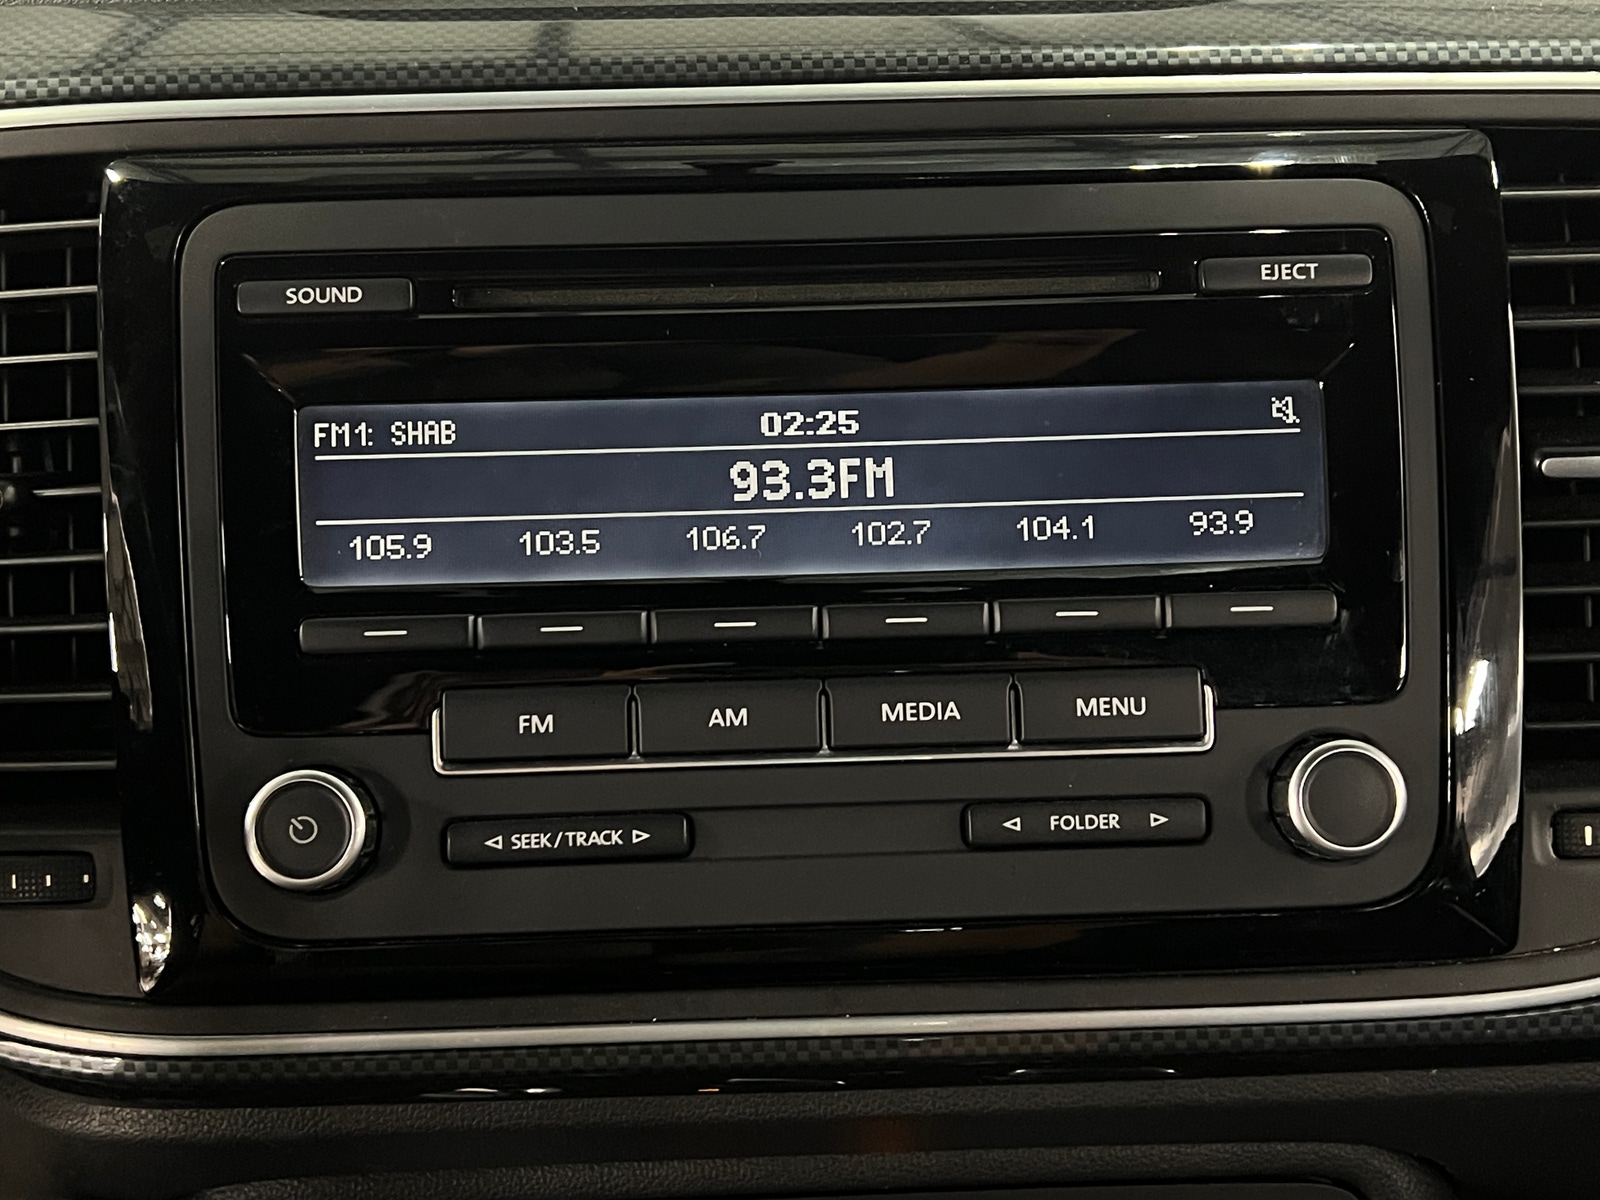 SOUND EJECT
FM1: SHAB 02:25
93.3FM
105.9 103.5 106.7 102.7 104.1 93.9
FM AM MEDIA MENU
SEEK/TRACK FOLDER